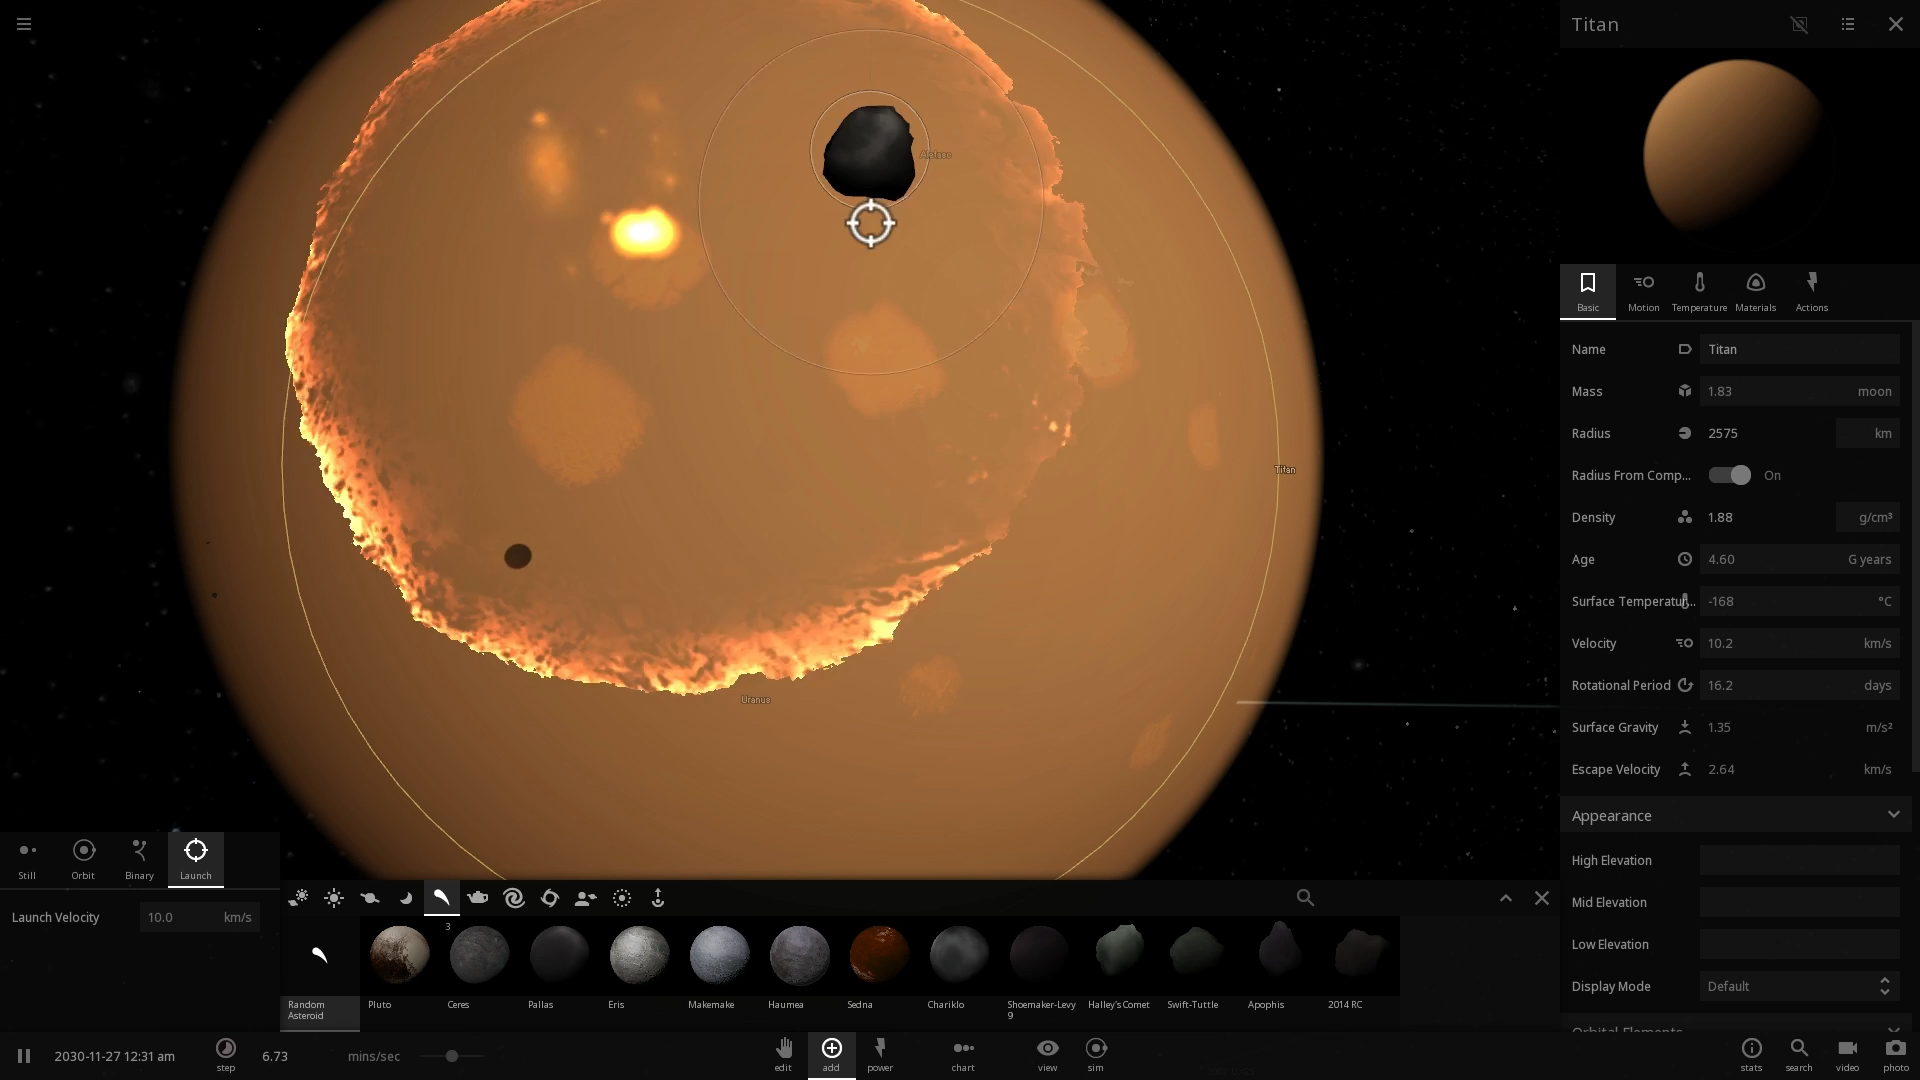 Titan
Titan
Uranus
Basic
Motion
Temperature
Materials
Actions
Name Titan
Mass 1.83 moon
Radius 2575 km
Radius From Comp... On
Density 1.88 g/cm³
Age 4.60 G years
Surface Temperatur... -168 °C
Velocity 10.2 km/s
Rotational Period 16.2 days
Surface Gravity 1.35 m/s²
Escape Velocity 2.64 km/s
Appearance
High Elevation
Mid Elevation
Low Elevation
Display Mode Default
Orbital Elements
Still
Orbit
Binary
Launch
Launch Velocity 10.0 km/s
3
Random
Asteroid
Pluto
Ceres
Pallas
Eris
Makemake
Haumea
Sedna
Chariklo
Shoemaker-Levy
9
Halley's Comet
Swift-Tuttle
Apophis
2014 RC
2030-11-27 12:31 am
step
6.73 mins/sec
edit
add
power
chart
view
sim
stats
search
video
photo